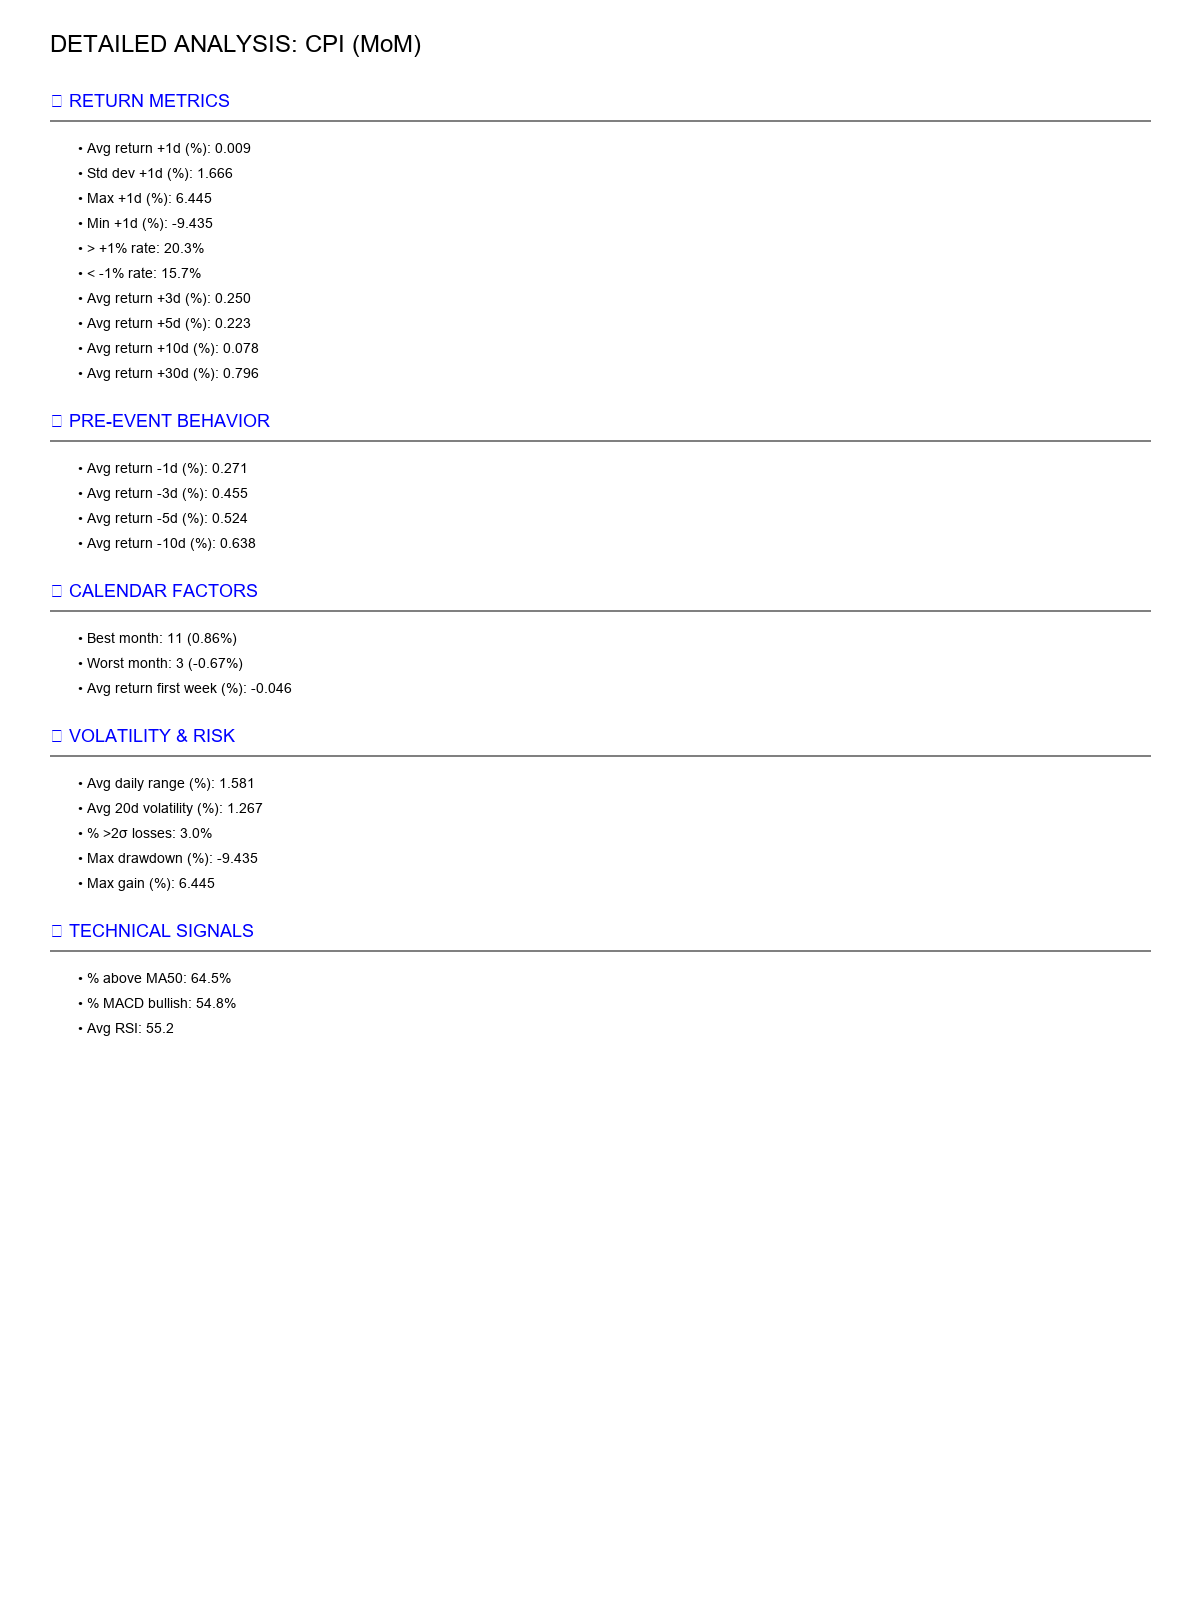 DETAILED ANALYSIS: CPI (MoM)
RETURN METRICS
• Avg return +1d (%): 0.009
• Std dev +1d (%): 1.666
• Max +1d (%): 6.445
• Min +1d (%): -9.435
• > +1% rate: 20.3%
• < -1% rate: 15.7%
• Avg return +3d (%): 0.250
• Avg return +5d (%): 0.223
• Avg return +10d (%): 0.078
• Avg return +30d (%): 0.796
PRE-EVENT BEHAVIOR
• Avg return -1d (%): 0.271
• Avg return -3d (%): 0.455
• Avg return -5d (%): 0.524
• Avg return -10d (%): 0.638
CALENDAR FACTORS
• Best month: 11 (0.86%)
• Worst month: 3 (-0.67%)
• Avg return first week (%): -0.046
VOLATILITY & RISK
• Avg daily range (%): 1.581
• Avg 20d volatility (%): 1.267
• % >2σ losses: 3.0%
• Max drawdown (%): -9.435
• Max gain (%): 6.445
TECHNICAL SIGNALS
• % above MA50: 64.5%
• % MACD bullish: 54.8%
• Avg RSI: 55.2